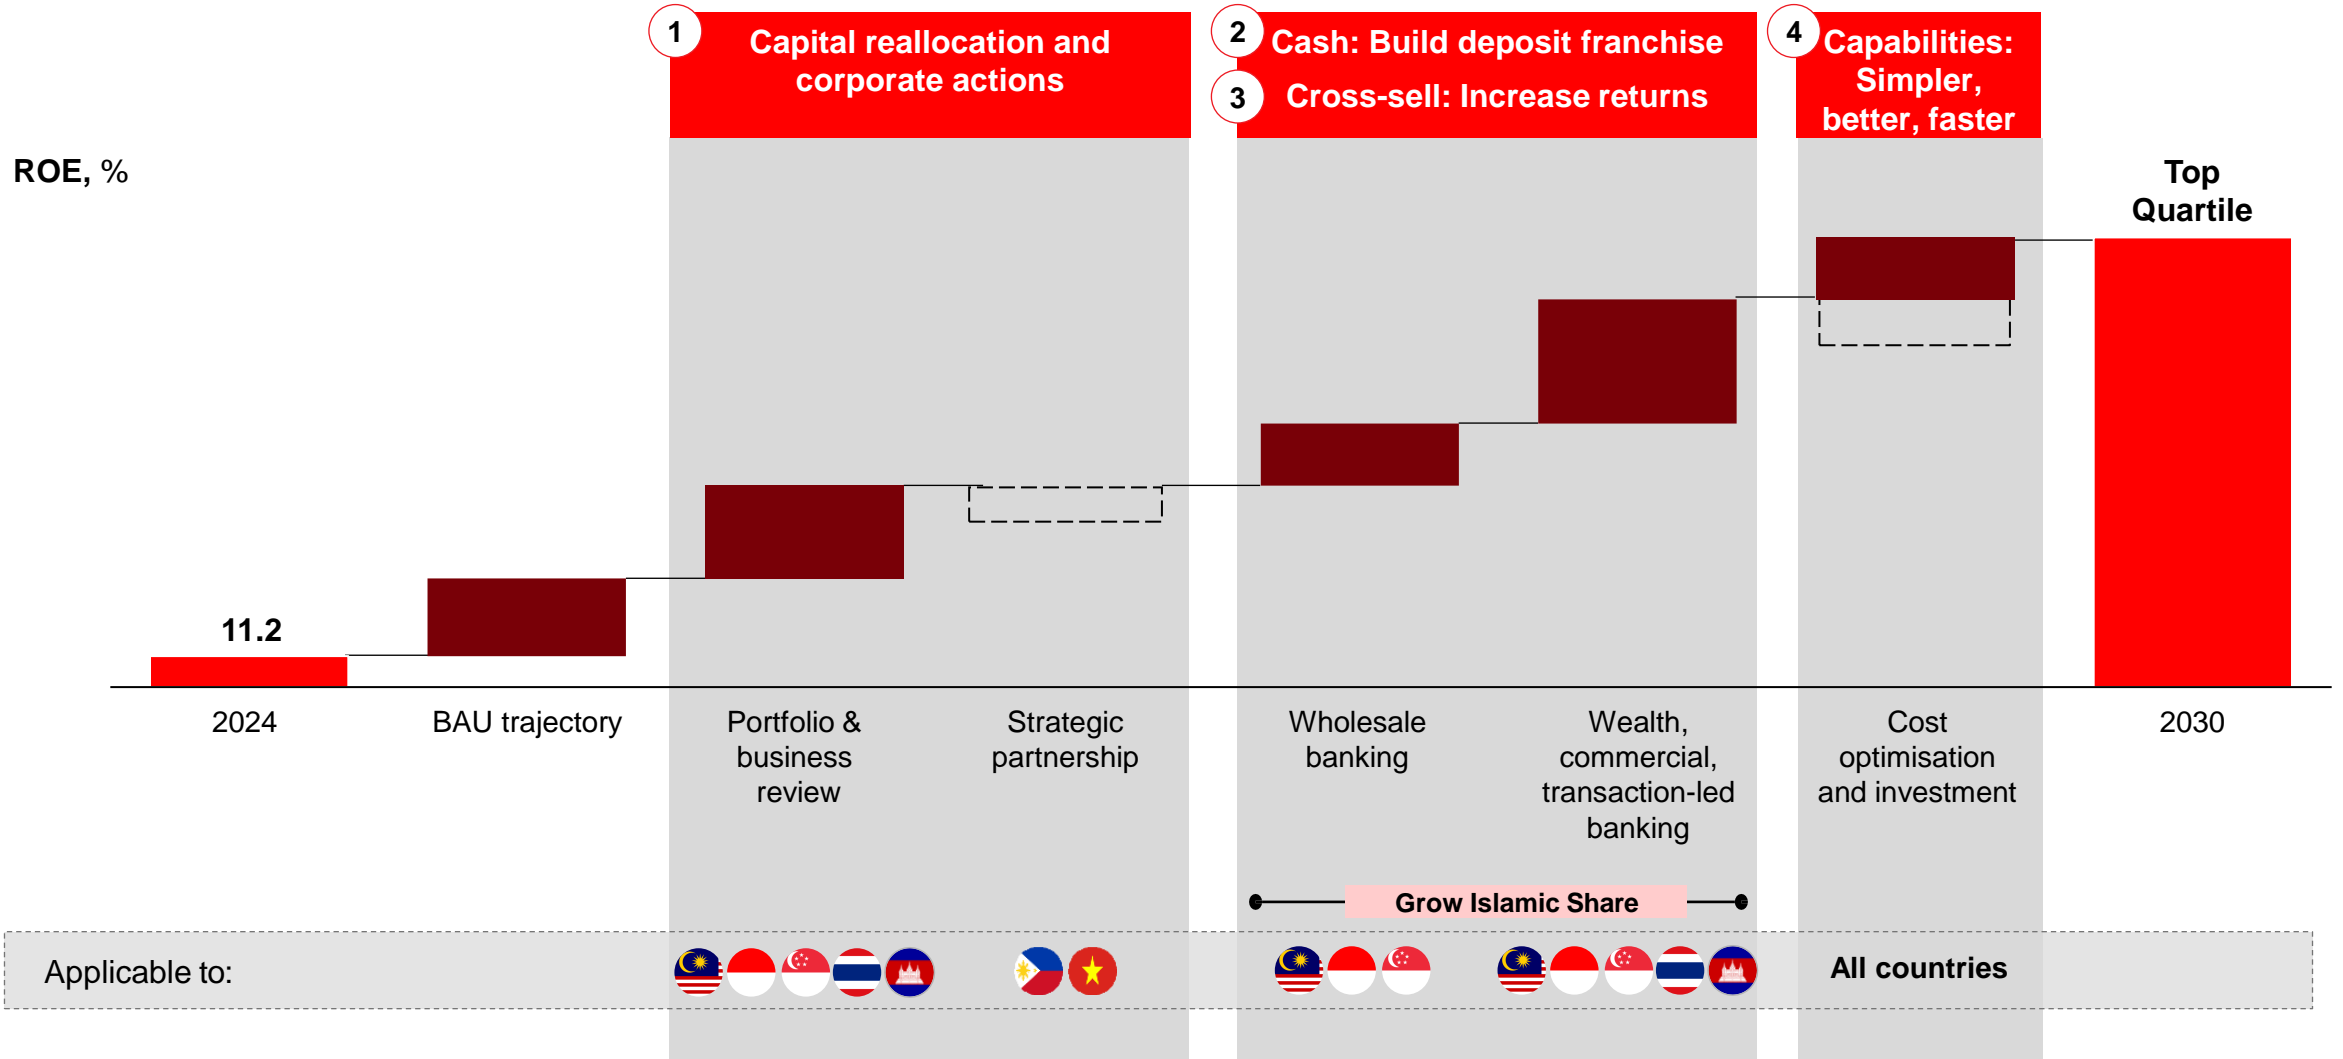 1
Capital reallocation and
corporate actions
2
Cash: Build deposit franchise
3
Cross-sell: Increase returns
4
Capabilities:
Simpler,
better, faster
ROE, %
Top
Quartile
11.2
2024
BAU trajectory
Portfolio &
business
review
Strategic
partnership
Wholesale
banking
Wealth,
commercial,
transaction-led
banking
Cost
optimisation
and investment
2030
Grow Islamic Share
Applicable to:
All countries